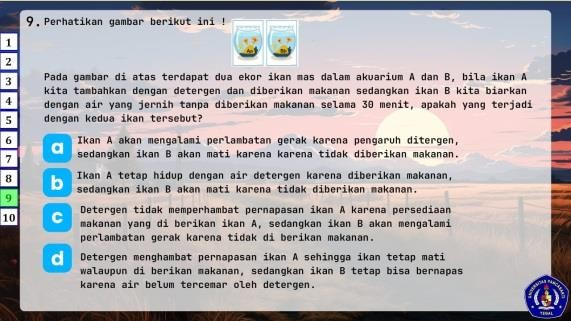 9. Perhatikan gambar berikut ini !
1
2
3
4
5
6
7
8
9
10
Pada gambar di atas terdapat dua ekor ikan mas dalam akuarium A dan B, bila ikan A
kita tambahkan dengan detergen dan diberikan makanan sedangkan ikan B kita biarkan
dengan air yang jernih tanpa diberikan makanan selama 30 menit, apakah yang terjadi
dengan kedua ikan tersebut?
a
Ikan A akan mengalami perlambatan gerak karena pengaruh ditergen,
sedangkan ikan B akan mati karena karena tidak diberikan makanan.
b
Ikan A tetap hidup dengan air detergen karena diberikan makanan,
sedangkan ikan B akan mati karena tidak diberikan makanan.
c
Detergen tidak memperhambat pernapasan ikan A karena persediaan
makanan yang di berikan ikan A, sedangkan ikan B akan mengalami
perlambatan gerak karena tidak di berikan makanan.
d
Detergen menghambat pernapasan ikan A sehingga ikan tetap mati
walaupun di berikan makanan, sedangkan ikan B tetap bisa bernapas
karena air belum tercemar oleh detergen.
UNIVERSITAS PANCASAKTI
TEGAL